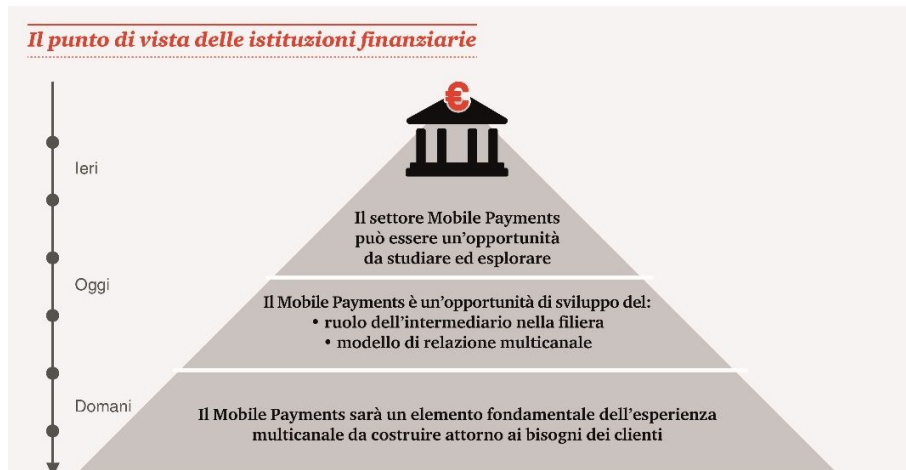 Il punto di vista delle istituzioni finanziarie
€
Ieri
Il settore Mobile Payments
può essere un'opportunità
da studiare ed esplorare
Oggi
Il Mobile Payments è un'opportunità di sviluppo del:
• ruolo dell'intermediario nella filiera
• modello di relazione multicanale
Domani
Il Mobile Payments sarà un elemento fondamentale dell'esperienza
multicanale da costruire attorno ai bisogni dei clienti